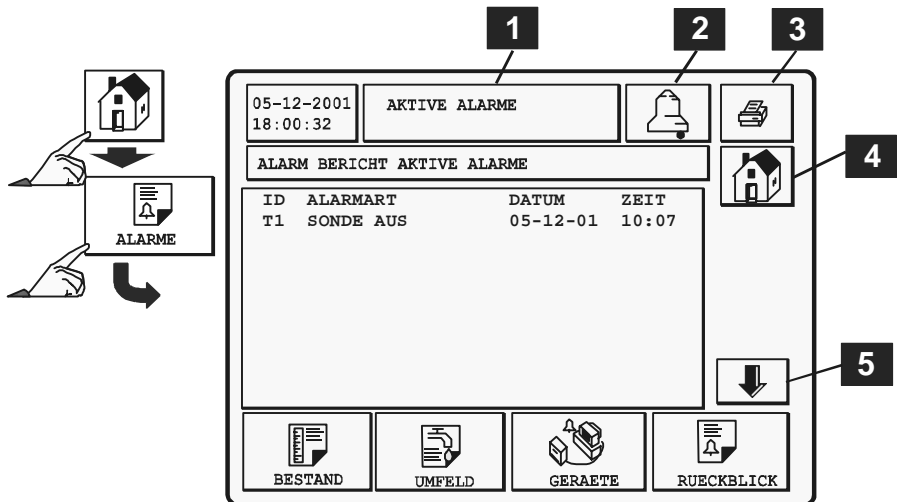 1 2 3
05-12-2001 AKTIVE ALARME
18:00:32
ALARM BERICHT AKTIVE ALARME
4
ID ALARMART DATUM ZEIT
T1 SONDE AUS 05-12-01 10:07
ALARME
5
BESTAND UMFELD GERAETE RUECKBLICK